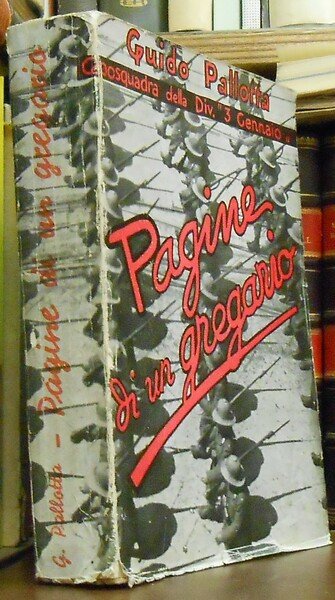 Guido Pallotta
Caposquadra della Div. "3 Gennaio"
Pagine
di un gregario
G. Pallotta - Pagine di un gregario